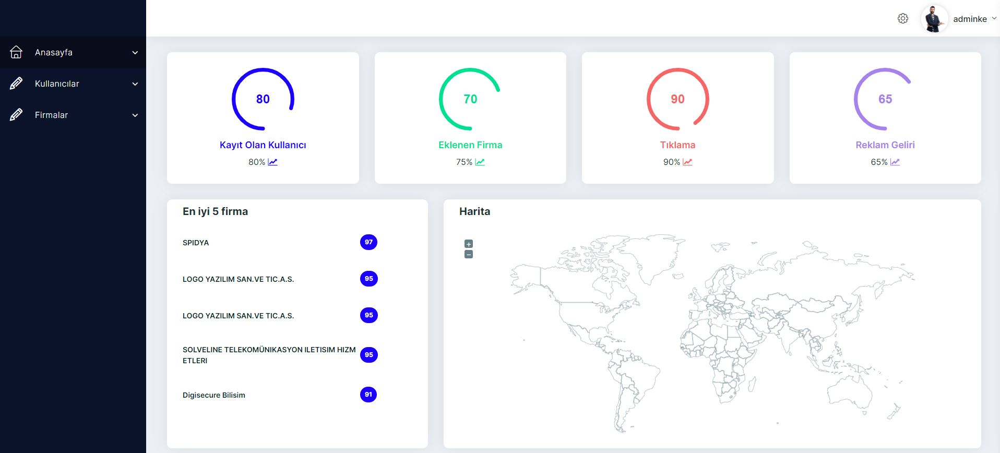 adminke
Anasayfa
Kullanıcılar
Firmalar
80
Kayıt Olan Kullanıcı
80%
70
Eklenen Firma
75%
90
Tıklama
90%
65
Reklam Geliri
65%
En iyi 5 firma
SPIDYA 97
LOGO YAZILIM SAN.VE TIC.A.S. 95
LOGO YAZILIM SAN.VE TIC.A.S. 95
SOLVELINE TELEKOMÜNIKASYON ILETISIM HIZM
ETLERI
95
Digisecure Bilisim 91
Harita
+
−